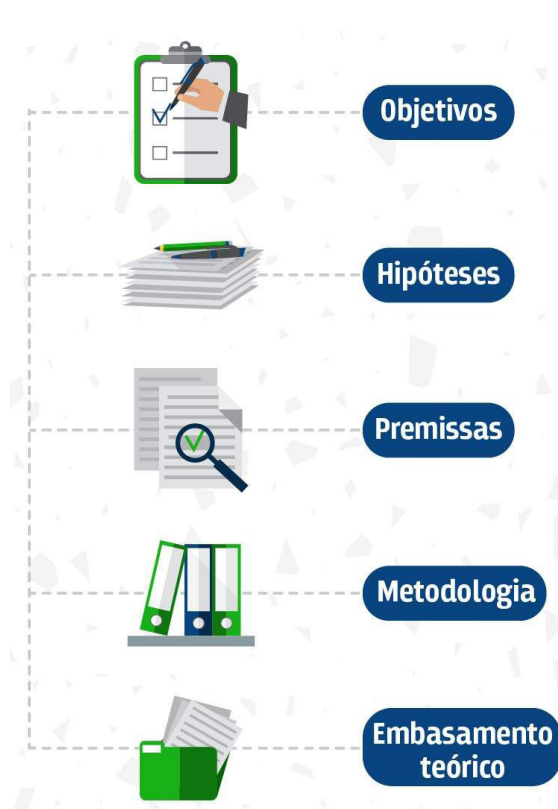 Objetivos
Hipóteses
Premissas
Metodologia
Embasamento
teórico